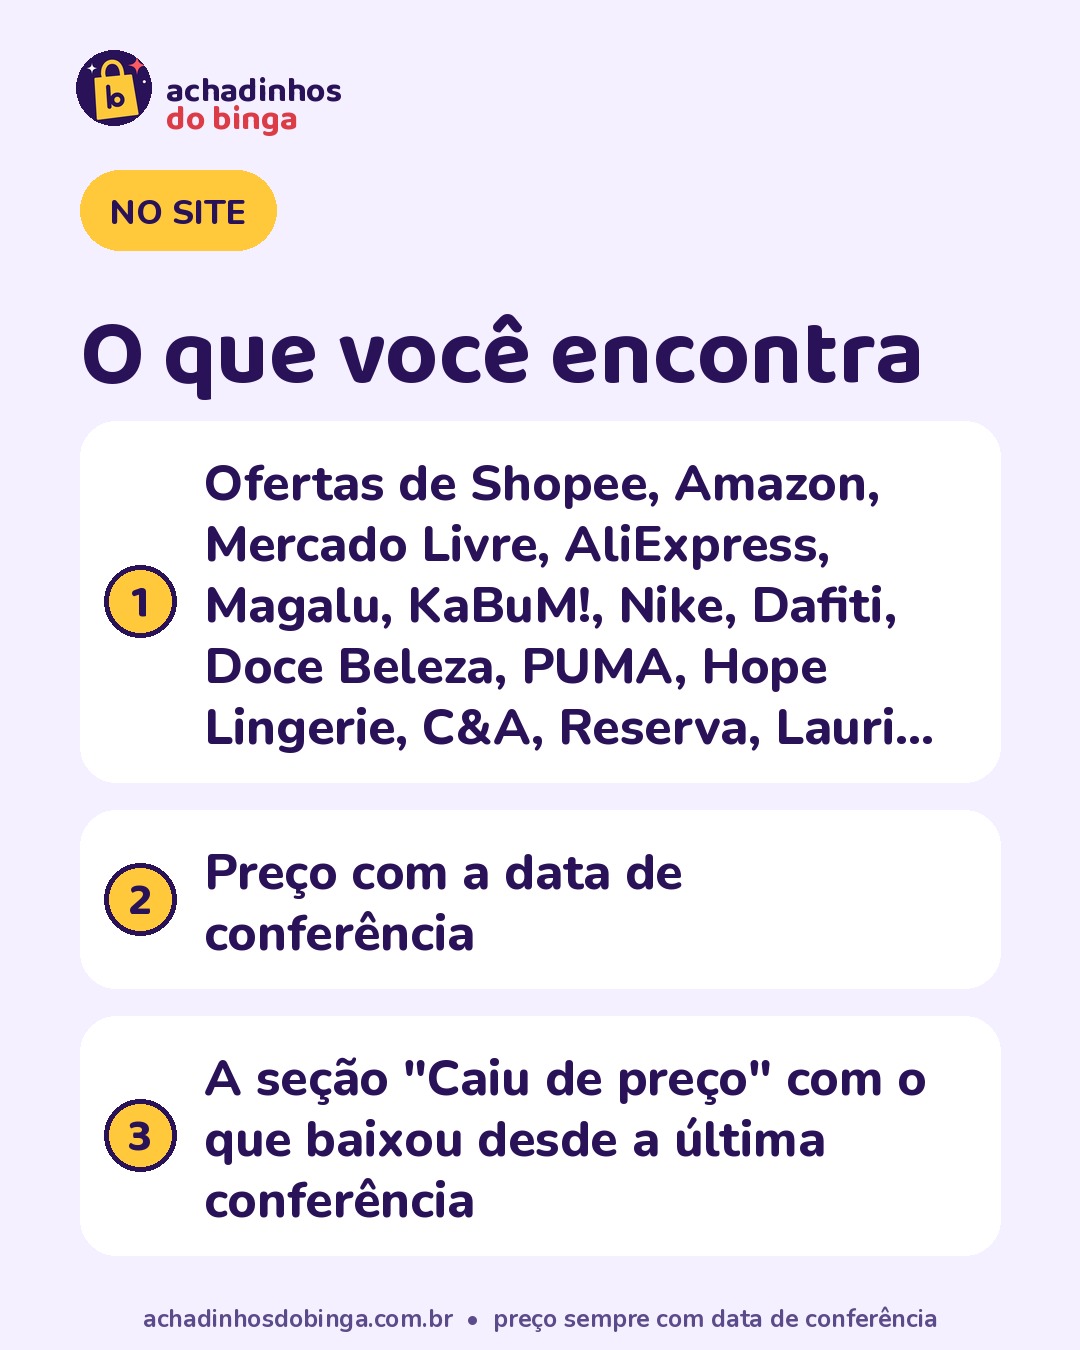 b
achadinhos
do binga
NO SITE
O que você encontra
1
Ofertas de Shopee, Amazon,
Mercado Livre, AliExpress,
Magalu, KaBuM!, Nike, Dafiti,
Doce Beleza, PUMA, Hope
Lingerie, C&A, Reserva, Lauri...
2
Preço com a data de
conferência
3
A seção "Caiu de preço" com o
que baixou desde a última
conferência
achadinhosdobinga.com.br • preço sempre com data de conferência